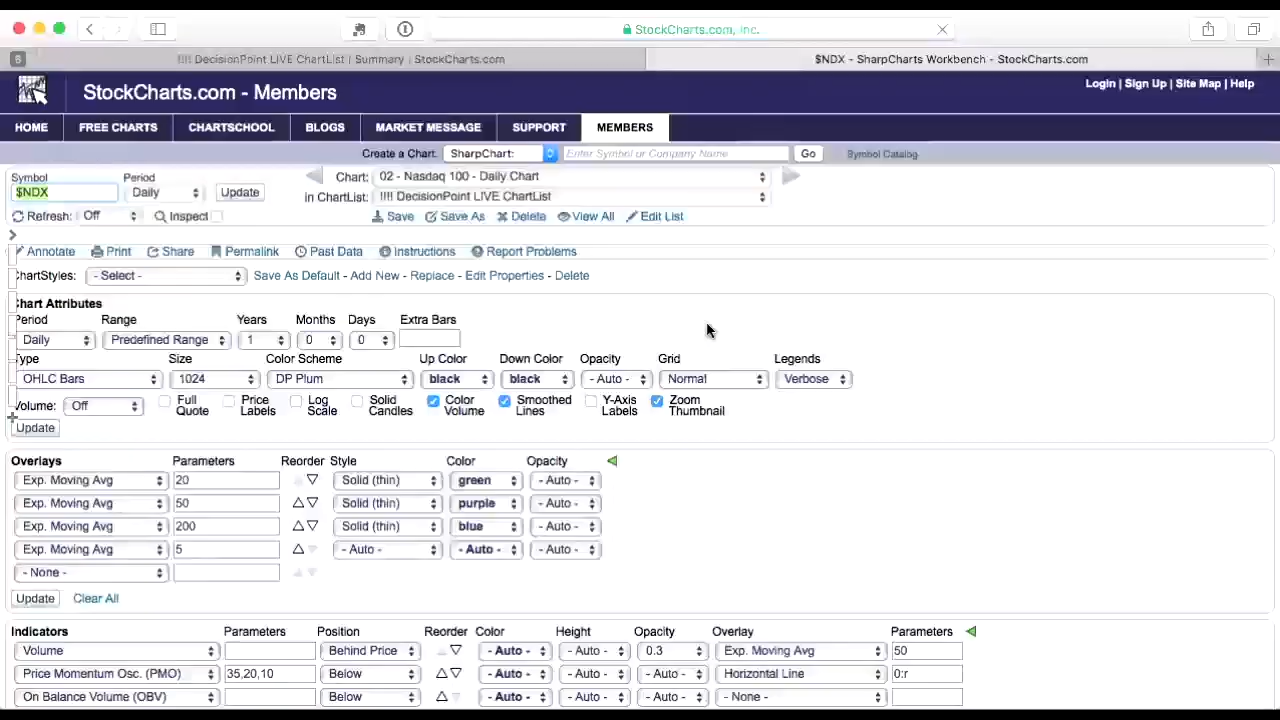 StockCharts.com, Inc.
6 !!!! DecisionPoint LIVE ChartList | Summary | StockCharts.com $NDX - SharpCharts Workbench - StockCharts.com
Login | Sign Up | Site Map | Help
StockCharts.com - Members
HOME FREE CHARTS CHARTSCHOOL BLOGS MARKET MESSAGE SUPPORT MEMBERS
Create a Chart: SharpChart: Enter Symbol or Company Name Go Symbol Catalog
Symbol Period Chart: 02 - Nasdaq 100 - Daily Chart
$NDX Daily Update in ChartList: !!!! DecisionPoint LIVE ChartList
Refresh: Off Inspect Save Save As Delete View All Edit List
Annotate Print Share Permalink Past Data Instructions Report Problems
ChartStyles: - Select - Save As Default - Add New - Replace - Edit Properties - Delete
Chart Attributes
Period Range Years Months Days Extra Bars
Daily Predefined Range 1 0 0
Type Size Color Scheme Up Color Down Color Opacity Grid Legends
OHLC Bars 1024 DP Plum black black - Auto - Normal Verbose
Volume: Off Full Quote Price Labels Log Scale Solid Candles Color Volume Smoothed Lines Y-Axis Labels Zoom Thumbnail
Update
Overlays Parameters Reorder Style Color Opacity
Exp. Moving Avg 20 Solid (thin) green - Auto -
Exp. Moving Avg 50 Solid (thin) purple - Auto -
Exp. Moving Avg 200 Solid (thin) blue - Auto -
Exp. Moving Avg 5 - Auto - - Auto - - Auto -
- None -
Update Clear All
Indicators Parameters Position Reorder Color Height Opacity Overlay Parameters
Volume Behind Price - Auto - - Auto - 0.3 Exp. Moving Avg 50
Price Momentum Osc. (PMO) 35,20,10 Below - Auto - - Auto - - Auto - Horizontal Line 0:r
On Balance Volume (OBV) Below - Auto - - Auto - - Auto - - None -